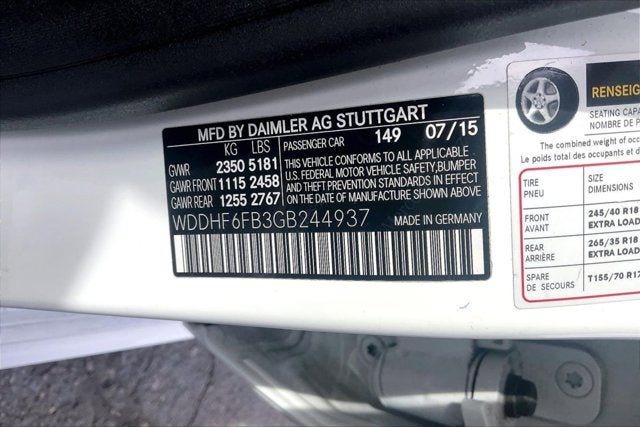 MFD BY DAIMLER AG STUTTGART
KG LBS PASSENGER CAR 149 07/15
GVWR 2350 5181
GAWR FRONT 1115 2458
GAWR REAR 1255 2767
THIS VEHICLE CONFORMS TO ALL APPLICABLE
U.S. FEDERAL MOTOR VEHICLE SAFETY, BUMPER
AND THEFT PREVENTION STANDARDS IN EFFECT
ON THE DATE OF MANUFACTURE SHOWN ABOVE
WDDHF6FB3GB244937 MADE IN GERMANY
RENSEIG
SEATING CAPA
NOMBRE DE P
The combined weight of occu
Le poids total des occupants et d
TIRE SIZE
PNEU DIMENSIONS
FRONT 245/40 R18
AVANT EXTRA LOAD
REAR 265/35 R18
ARRIÈRE EXTRA LOAD
SPARE T155/70 R17
DE SECOURS